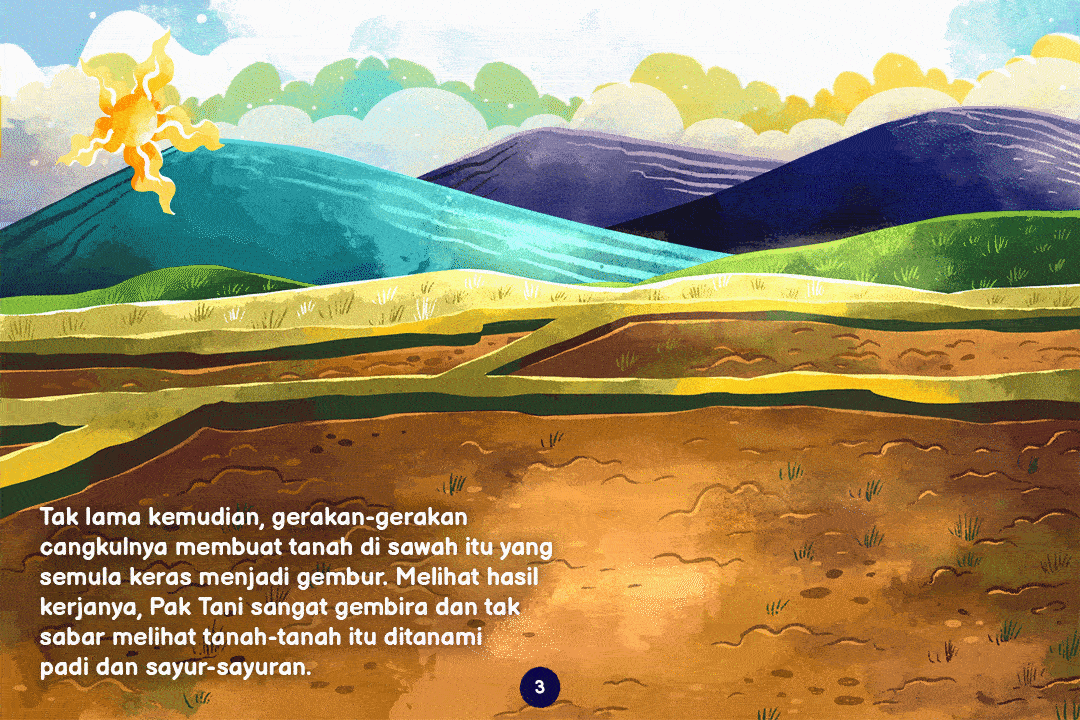 Tak lama kemudian, gerakan-gerakan
cangkulnya membuat tanah di sawah itu yang
semula keras menjadi gembur. Melihat hasil
kerjanya, Pak Tani sangat gembira dan tak
sabar melihat tanah-tanah itu ditanami
padi dan sayur-sayuran.
3